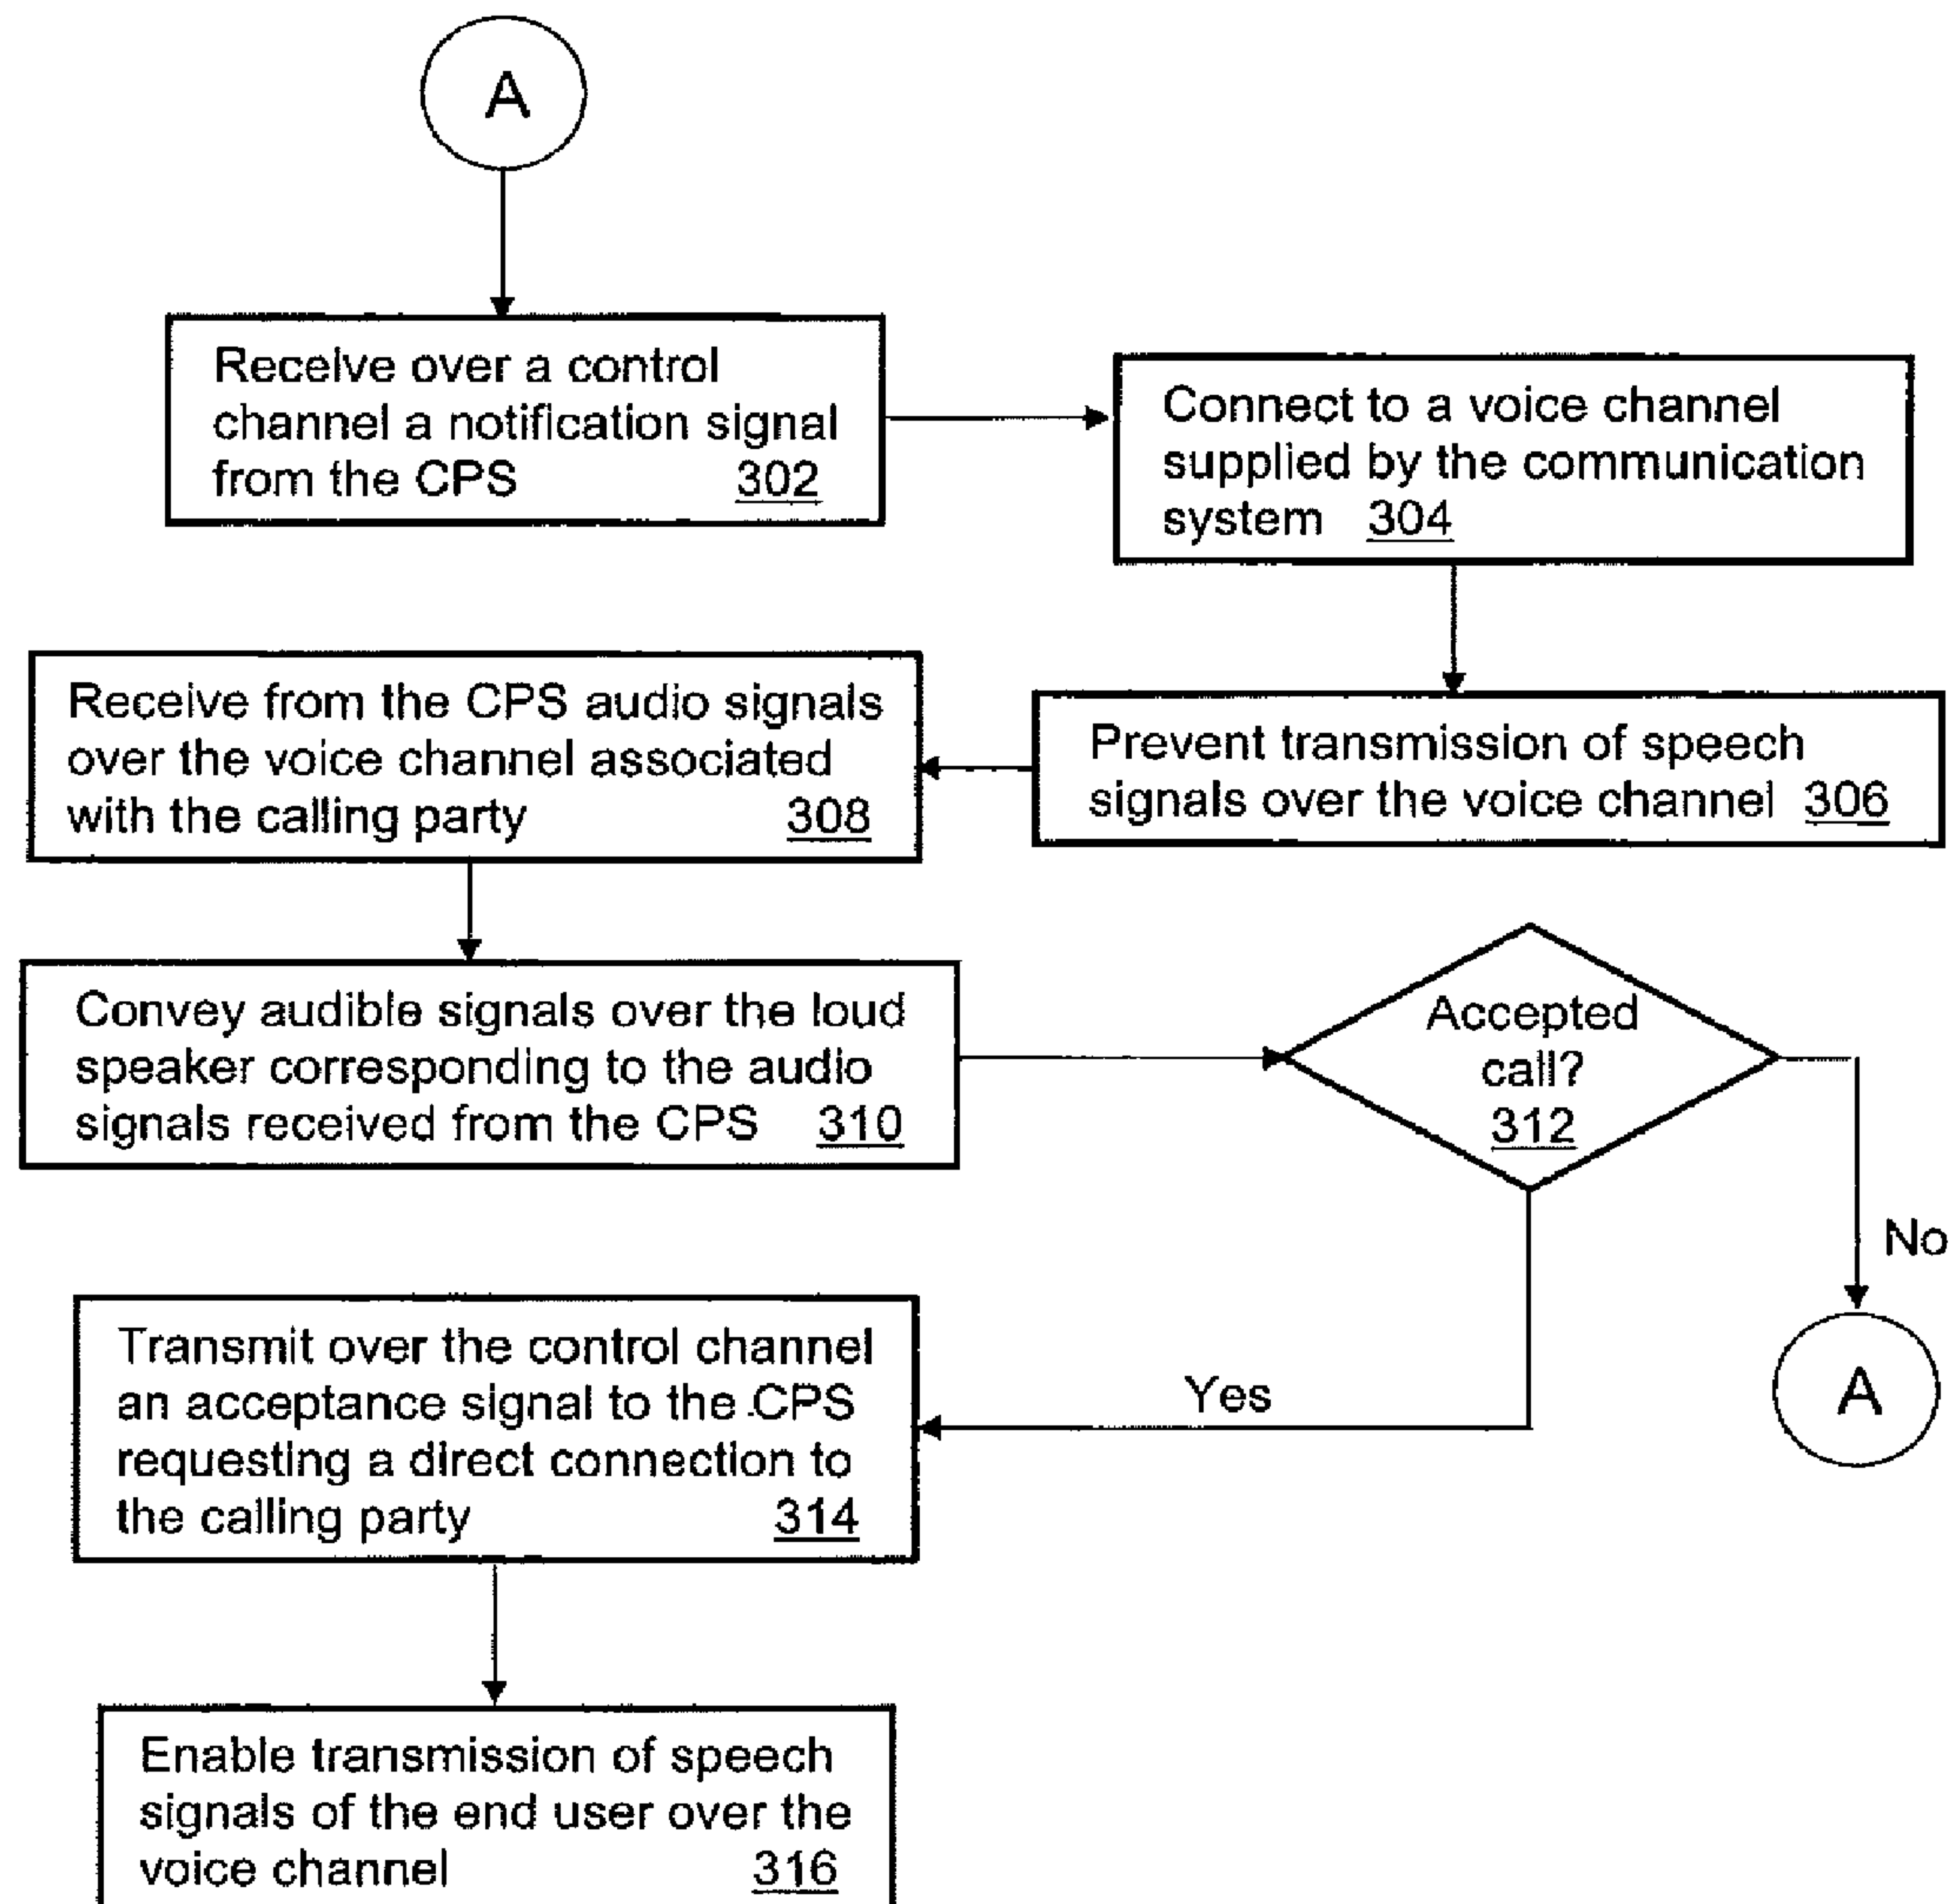 A
Receive over a control
channel a notification signal
from the CPS 302
Connect to a voice channel
supplied by the communication
system 304
Prevent transmission of speech
signals over the voice channel 306
Receive from the CPS audio signals
over the voice channel associated
with the calling party 308
Convey audible signals over the loud
speaker corresponding to the audio
signals received from the CPS 310
Accepted
call?
312
No
A
Yes
Transmit over the control channel
an acceptance signal to the CPS
requesting a direct connection to
the calling party 314
Enable transmission of speech
signals of the end user over the
voice channel 316